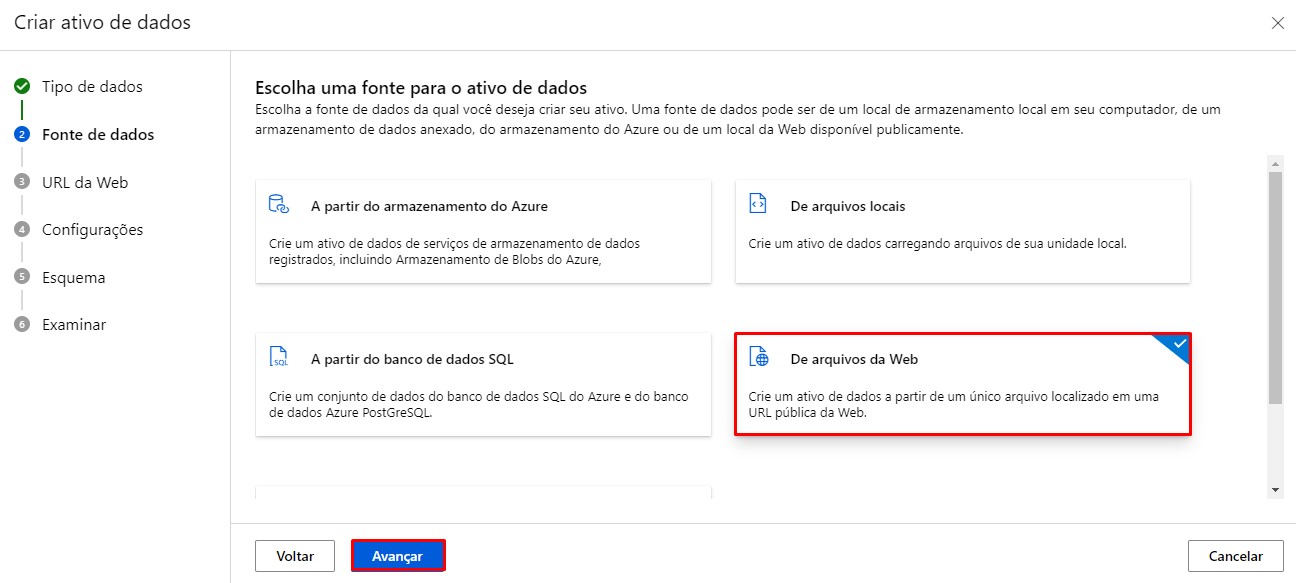 Criar ativo de dados
Tipo de dados
2 Fonte de dados
3 URL da Web
4 Configurações
5 Esquema
6 Examinar
Escolha uma fonte para o ativo de dados
Escolha a fonte de dados da qual você deseja criar seu ativo. Uma fonte de dados pode ser de um local de armazenamento local em seu computador, de um
armazenamento de dados anexado, do armazenamento do Azure ou de um local da Web disponível publicamente.
A partir do armazenamento do Azure
Crie um ativo de dados de serviços de armazenamento de dados
registrados, incluindo Armazenamento de Blobs do Azure,
De arquivos locais
Crie um ativo de dados carregando arquivos de sua unidade local.
SQL
A partir do banco de dados SQL
Crie um conjunto de dados do banco de dados SQL do Azure e do banco
de dados Azure PostGreSQL.
De arquivos da Web
Crie um ativo de dados a partir de um único arquivo localizado em uma
URL pública da Web.
Voltar
Avançar
Cancelar